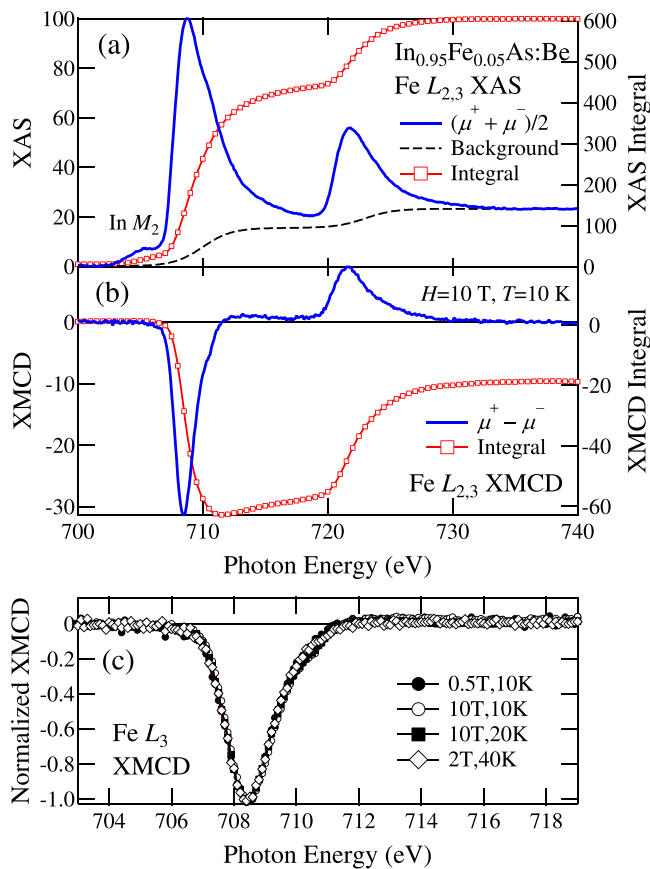 (a)
In0.95Fe0.05As:Be
Fe L2,3 XAS
(μ+ + μ−)/2
Background
Integral
In M2
XAS
100
80
60
40
20
0
XAS Integral
600
500
400
300
200
100
0
(b)
H=10 T, T=10 K
μ+ − μ−
Integral
Fe L2,3 XMCD
XMCD
0
-10
-20
-30
XMCD Integral
0
-20
-40
-60
700 710 720 730 740
Photon Energy (eV)
(c)
Fe L3
XMCD
0.5T,10K
10T,10K
10T,20K
2T,40K
Normalized XMCD
0
-0.2
-0.4
-0.6
-0.8
-1.0
704 706 708 710 712 714 716 718
Photon Energy (eV)